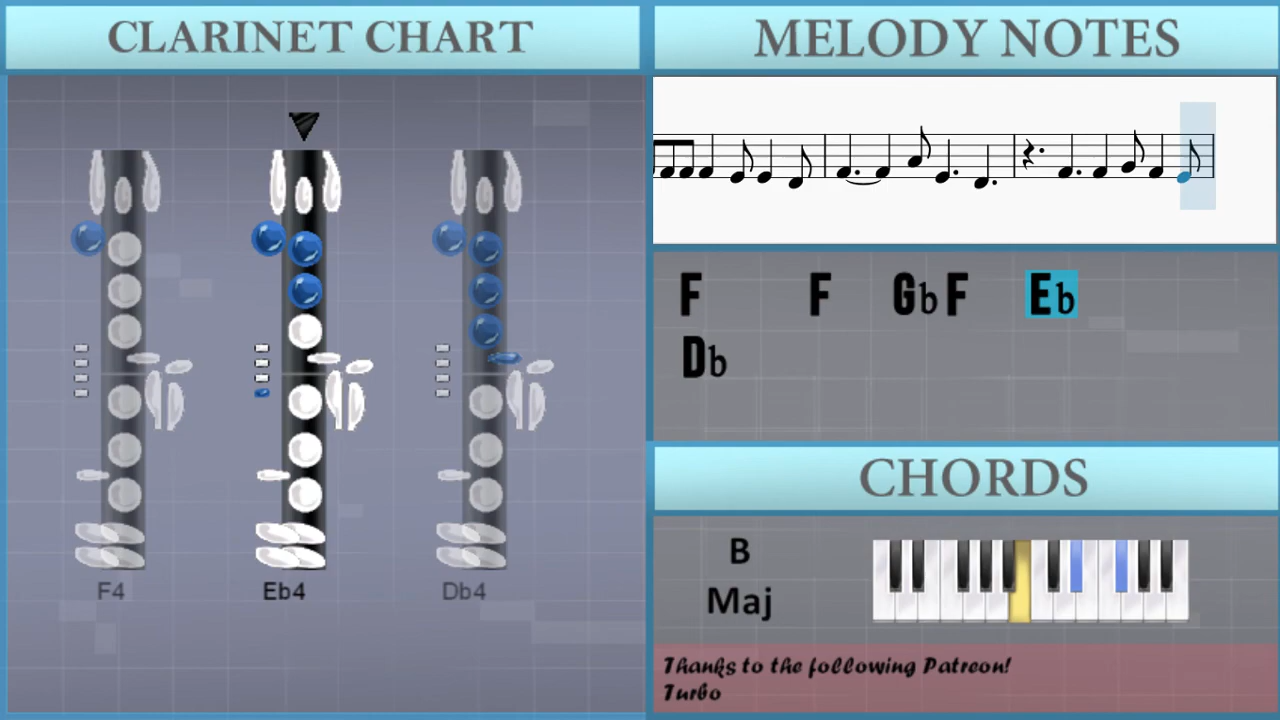 CLARINET CHART
F4
Eb4
Db4
MELODY NOTES
F F Gb F Eb
Db
CHORDS
B
Maj
Thanks to the following Patreon!
Turbo